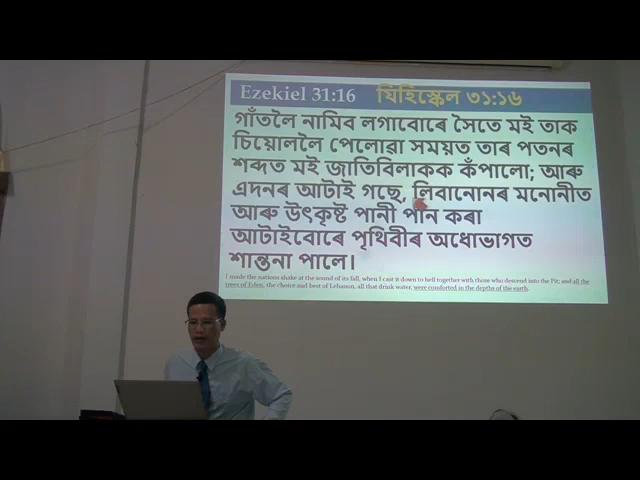 Ezekiel 31:16 যিহিস্কেল ৩১:১৬
গাঁতলৈ নামিব লগাবোৰে সৈতে মই তাক
চিয়োললৈ পেলোৱা সময়ত তাৰ পতনৰ
শব্দত মই জাতিবিলাকক কঁপালো; আৰু
এদনৰ আটাই গছে, লিবানোনৰ মনোনীত
আৰু উৎকৃষ্ট পানী পান কৰা
আটাইবোৰে পৃথিবীৰ অধোভাগত
শান্তনা পালে।
I made the nations shake at the sound of its fall, when I cast it down to hell together with those who descend into the Pit; and all the
trees of Eden, the choice and best of Lebanon, all that drink water, were comforted in the depths of the earth.